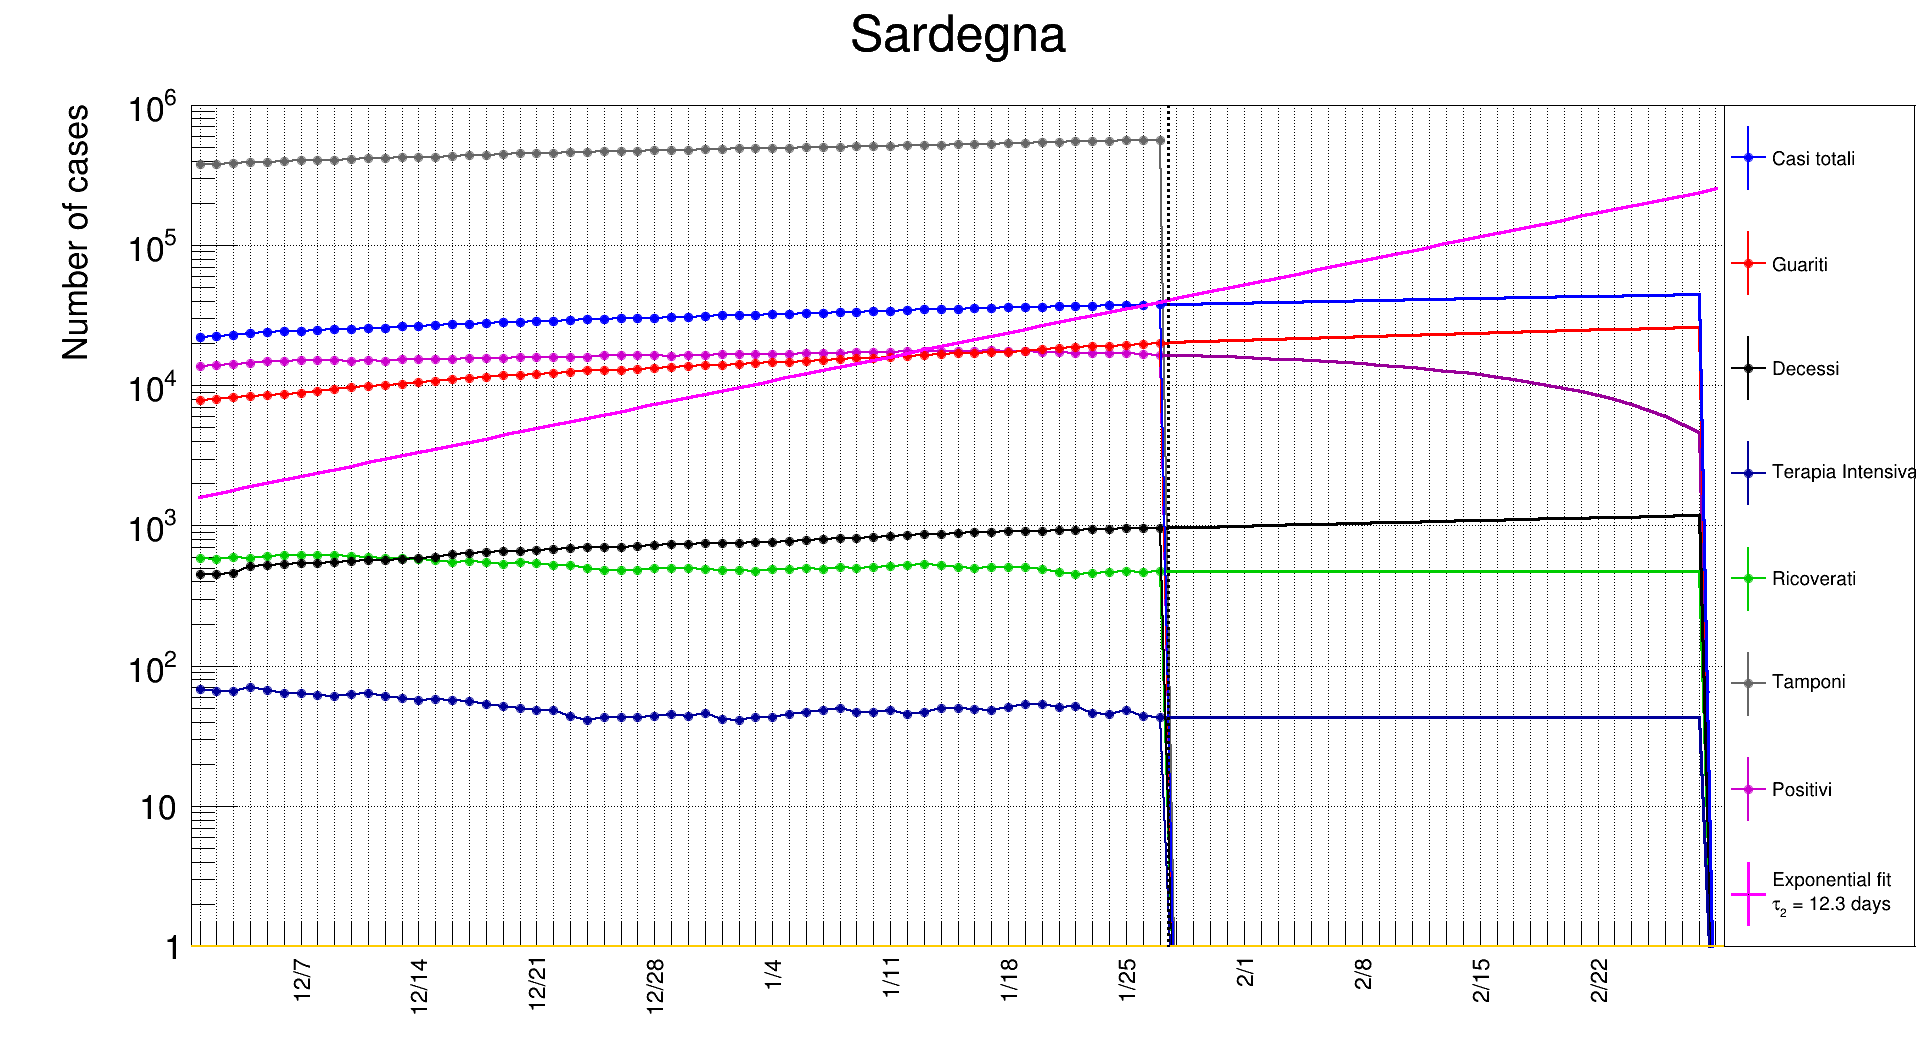 Sardegna
Number of cases
10^6
10^5
10^4
10^3
10^2
10
1
12/7
12/14
12/21
12/28
1/4
1/11
1/18
1/25
2/1
2/8
2/15
2/22
Casi totali
Guariti
Decessi
Terapia Intensiva
Ricoverati
Tamponi
Positivi
Exponential fit
τ_2 = 12.3 days